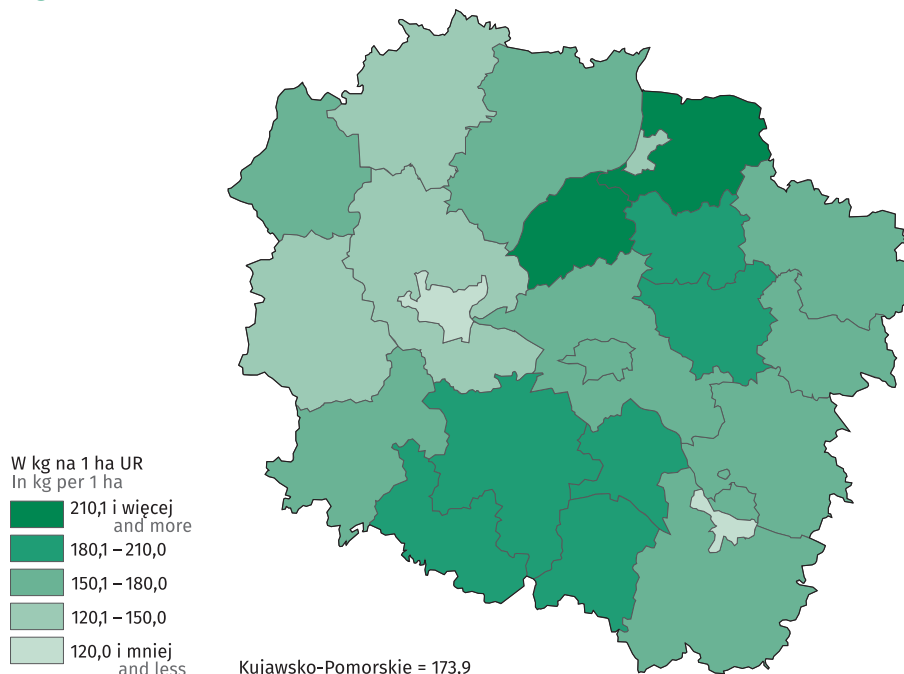 W kg na 1 ha UR
In kg per 1 ha
210,1 i więcej
and more
180,1 – 210,0
150,1 – 180,0
120,1 – 150,0
120,0 i mniej
and less
Kujawsko-Pomorskie = 173.9